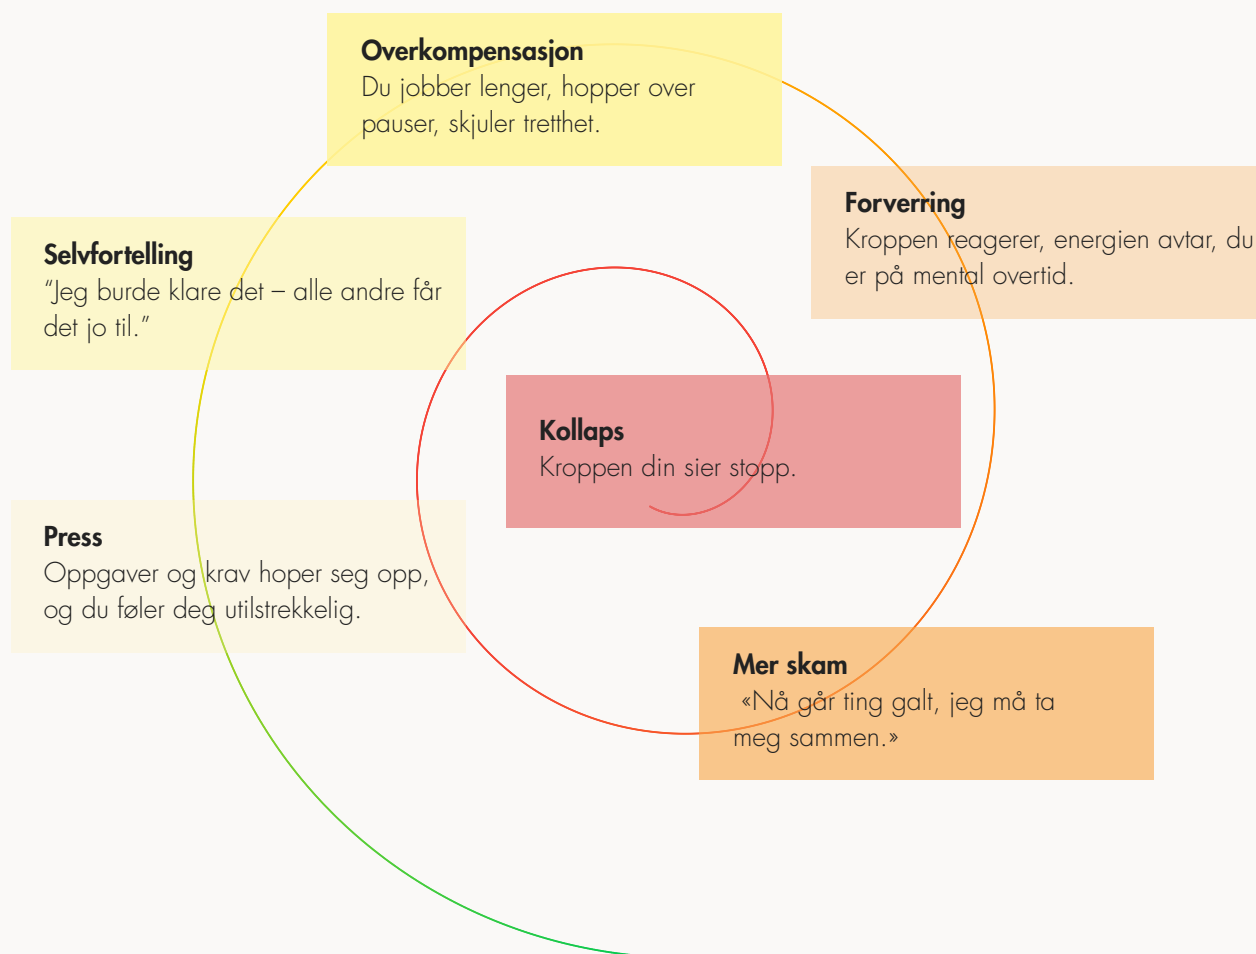 Overkompensasjon
Du jobber lenger, hopper over
pauser, skjuler tretthet.
Forverring
Kroppen reagerer, energien avtar, du
er på mental overtid.
Selvfortelling
“Jeg burde klare det – alle andre får
det jo til.”
Kollaps
Kroppen din sier stopp.
Press
Oppgaver og krav hoper seg opp,
og du føler deg utilstrekkelig.
Mer skam
«Nå går ting galt, jeg må ta
meg sammen.»